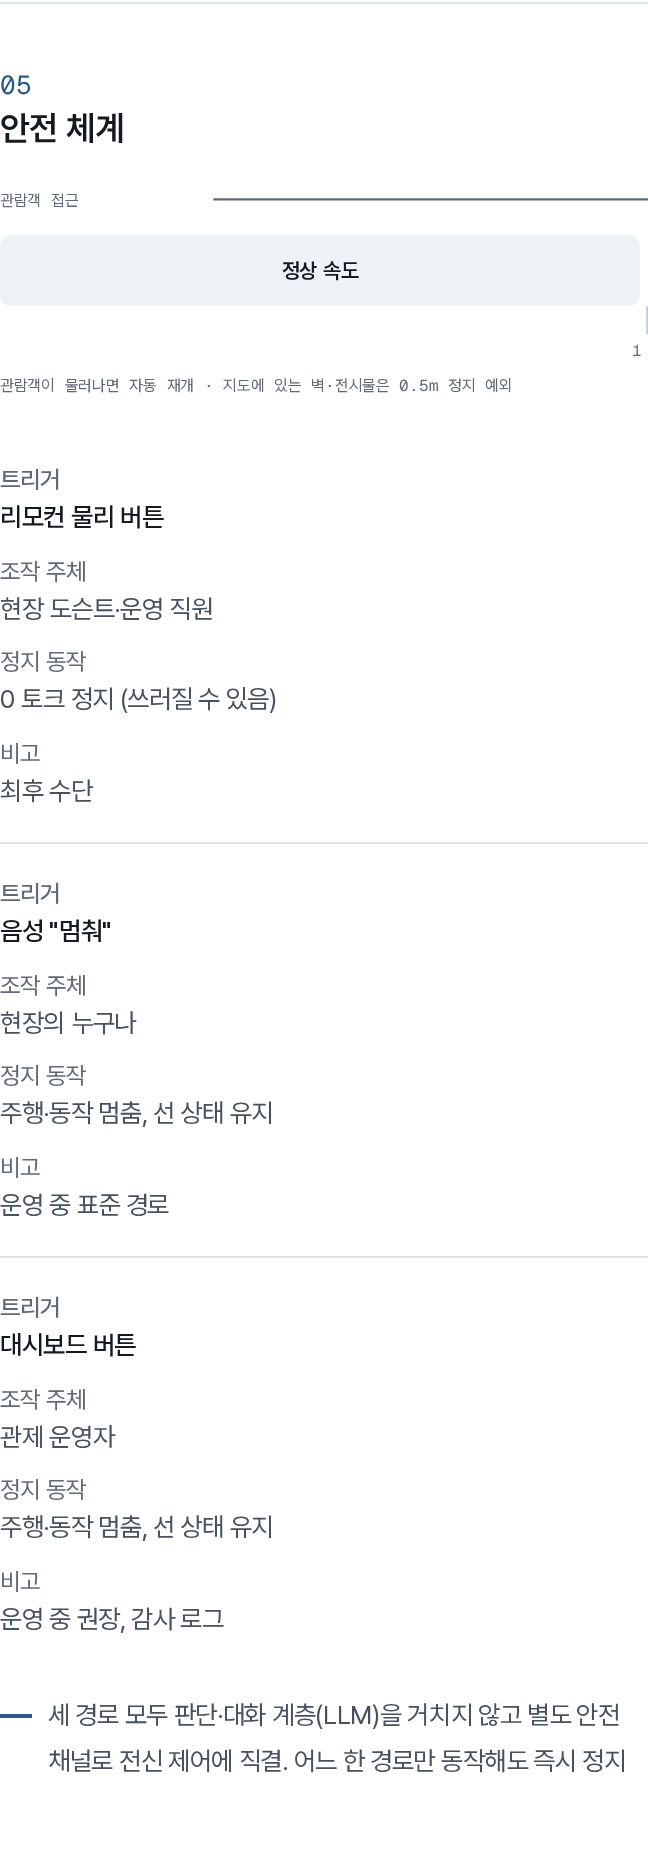 05
안전 체계
관람객 접근
정상 속도
1
관람객이 물러나면 자동 재개 · 지도에 있는 벽·전시물은 0.5m 정지 예외
트리거
리모컨 물리 버튼
조작 주체
현장 도슨트·운영 직원
정지 동작
0 토크 정지 (쓰러질 수 있음)
비고
최후 수단
트리거
음성 "멈춰"
조작 주체
현장의 누구나
정지 동작
주행·동작 멈춤, 선 상태 유지
비고
운영 중 표준 경로
트리거
대시보드 버튼
조작 주체
관제 운영자
정지 동작
주행·동작 멈춤, 선 상태 유지
비고
운영 중 권장, 감사 로그
세 경로 모두 판단·대화 계층(LLM)을 거치지 않고 별도 안전
채널로 전신 제어에 직결. 어느 한 경로만 동작해도 즉시 정지